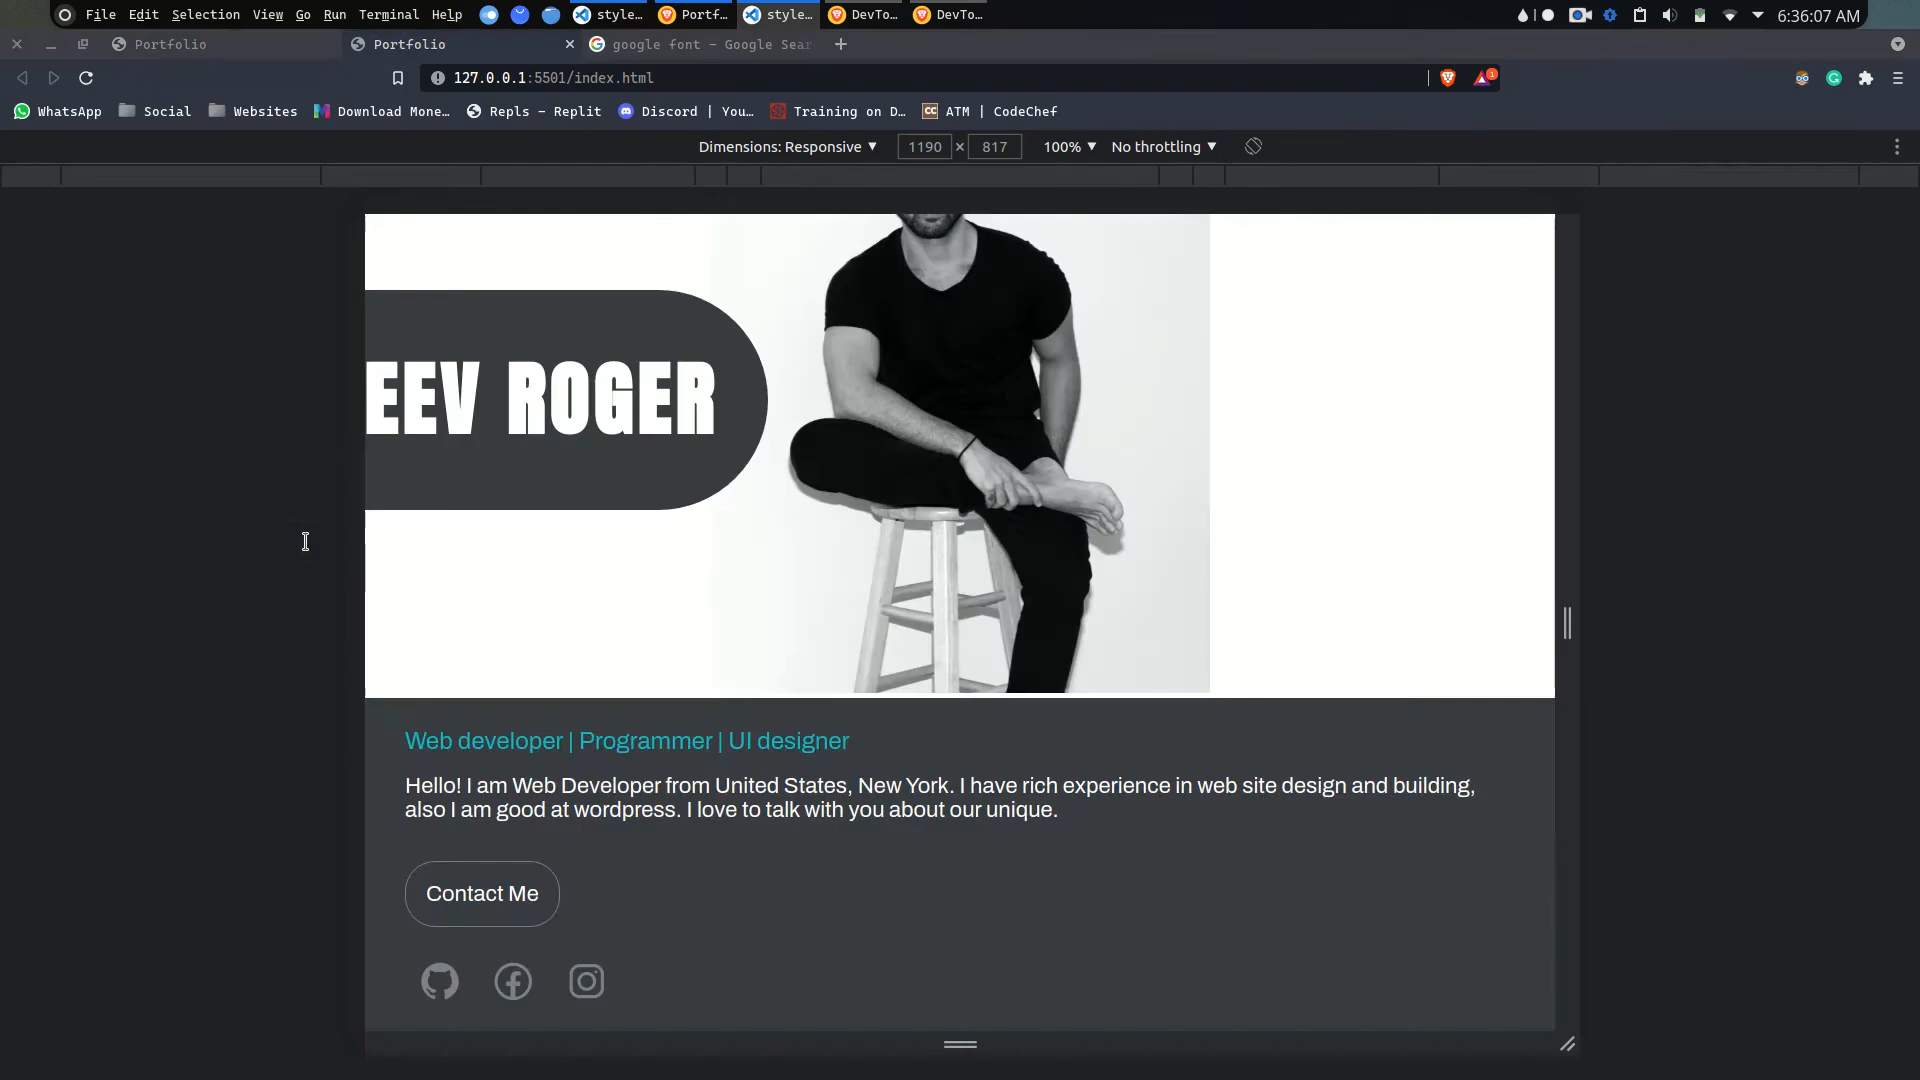 File Edit Selection View Go Run Terminal Help style... Portf... style... DevTo... DevTo... 6:36:07 AM
Portfolio Portfolio google font - Google Sear
127.0.0.1:5501/index.html 1
WhatsApp Social Websites Download Mone... Repls - Replit Discord | You... Training on D... CC ATM | CodeChef
Dimensions: Responsive 1190 × 817 100% No throttling
EEV ROGER
Web developer | Programmer | UI designer
Hello! I am Web Developer from United States, New York. I have rich experience in web site design and building,
also I am good at wordpress. I love to talk with you about our unique.
Contact Me